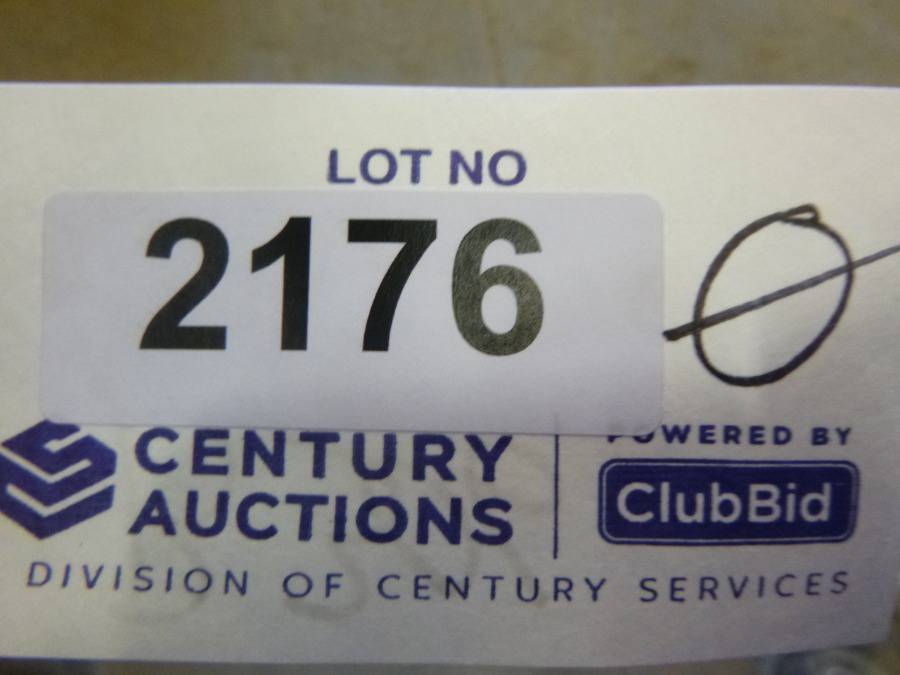 LOT NO
2176 Ø
CENTURY
AUCTIONS
POWERED BY
ClubBid
DIVISION OF CENTURY SERVICES